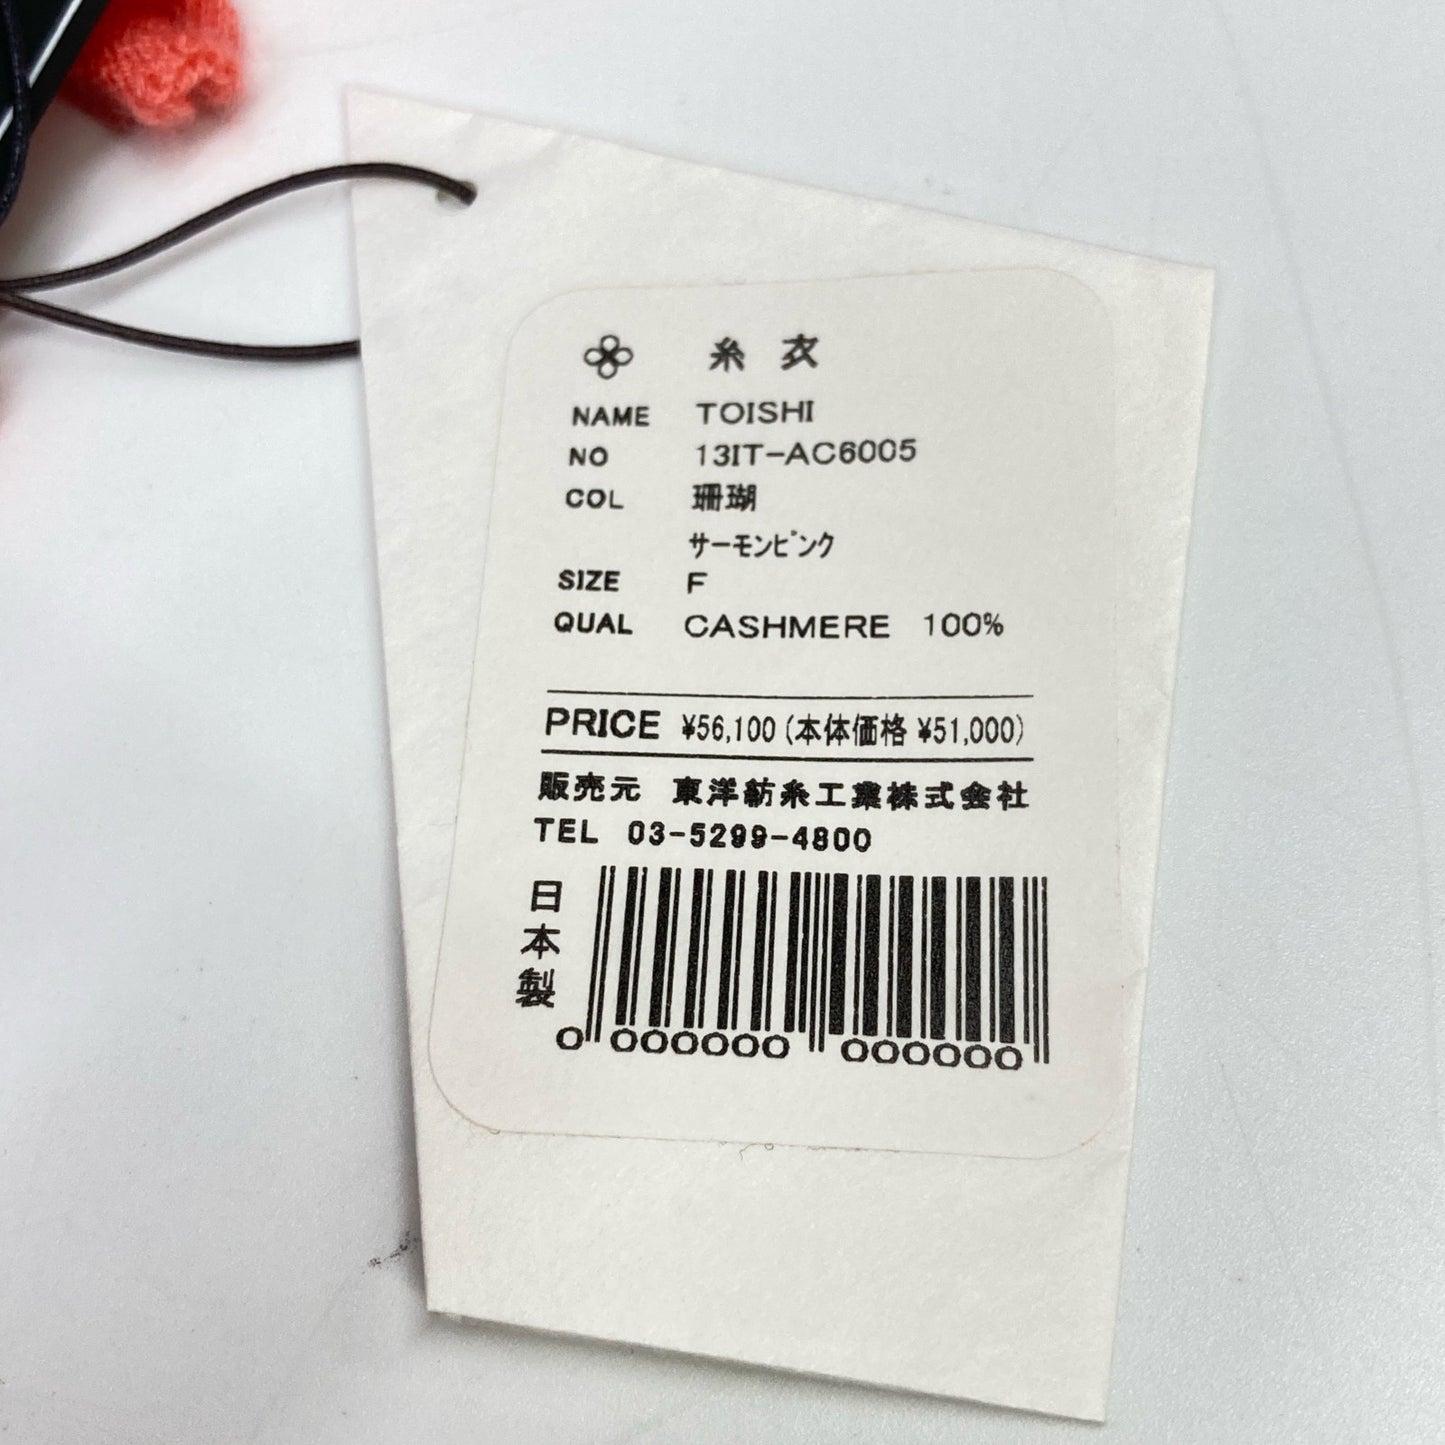 糸 衣
NAME TOISHI
NO 13IT-AC6005
COL 珊瑚
サーモンピンク
SIZE F
QUAL CASHMERE 100%
PRICE ¥56,100 (本体価格 ¥51,000)
販売元 東洋紡糸工業株式会社
TEL 03-5299-4800
日本製
0 000000 000000